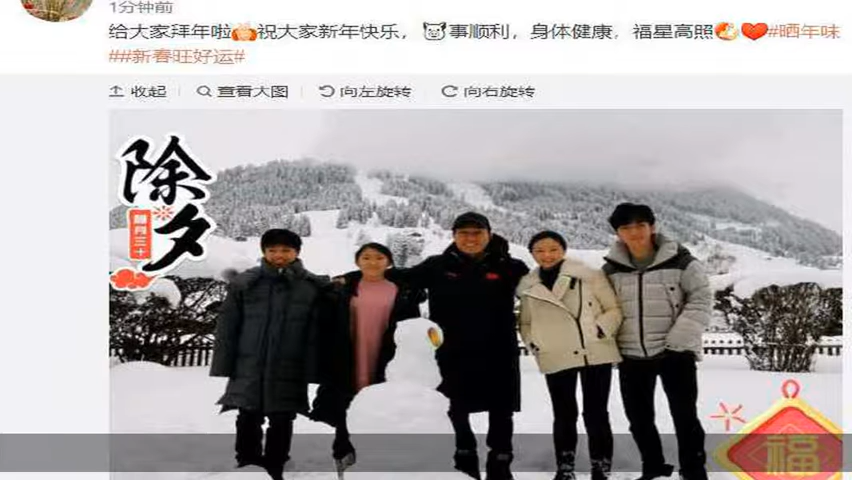 1分钟前
给大家拜年啦祝大家新年快乐，事顺利，身体健康，福星高照#晒年味
##新春旺好运#
收起 查看大图 向左旋转 向右旋转
除夕
腊月三十
福